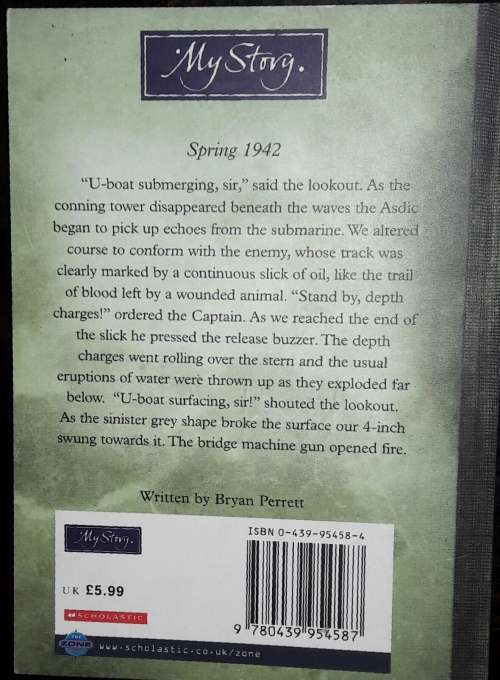 My Story.
Spring 1942
“U-boat submerging, sir,” said the lookout. As the
conning tower disappeared beneath the waves the Asdic
began to pick up echoes from the submarine. We altered
course to conform with the enemy, whose track was
clearly marked by a continuous slick of oil, like the trail
of blood left by a wounded animal. “Stand by, depth
charges!” ordered the Captain. As we reached the end of
the slick he pressed the release buzzer. The depth
charges went rolling over the stern and the usual
eruptions of water were thrown up as they exploded far
below. “U-boat surfacing, sir!” shouted the lookout.
As the sinister grey shape broke the surface our 4-inch
swung towards it. The bridge machine gun opened fire.
Written by Bryan Perrett
My Story.
ISBN 0-439-95458-4
UK £5.99
SCHOLASTIC
THE
ZONE
www.scholastic.co.uk/zone
9 780439 954587